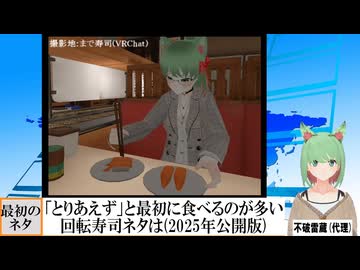 撮影地:まで寿司(VRChat)
最初の
ネタ
「とりあえず」と最初に食べるのが多い
回転寿司ネタは(2025年公開版)
不破雷蔵(代理)